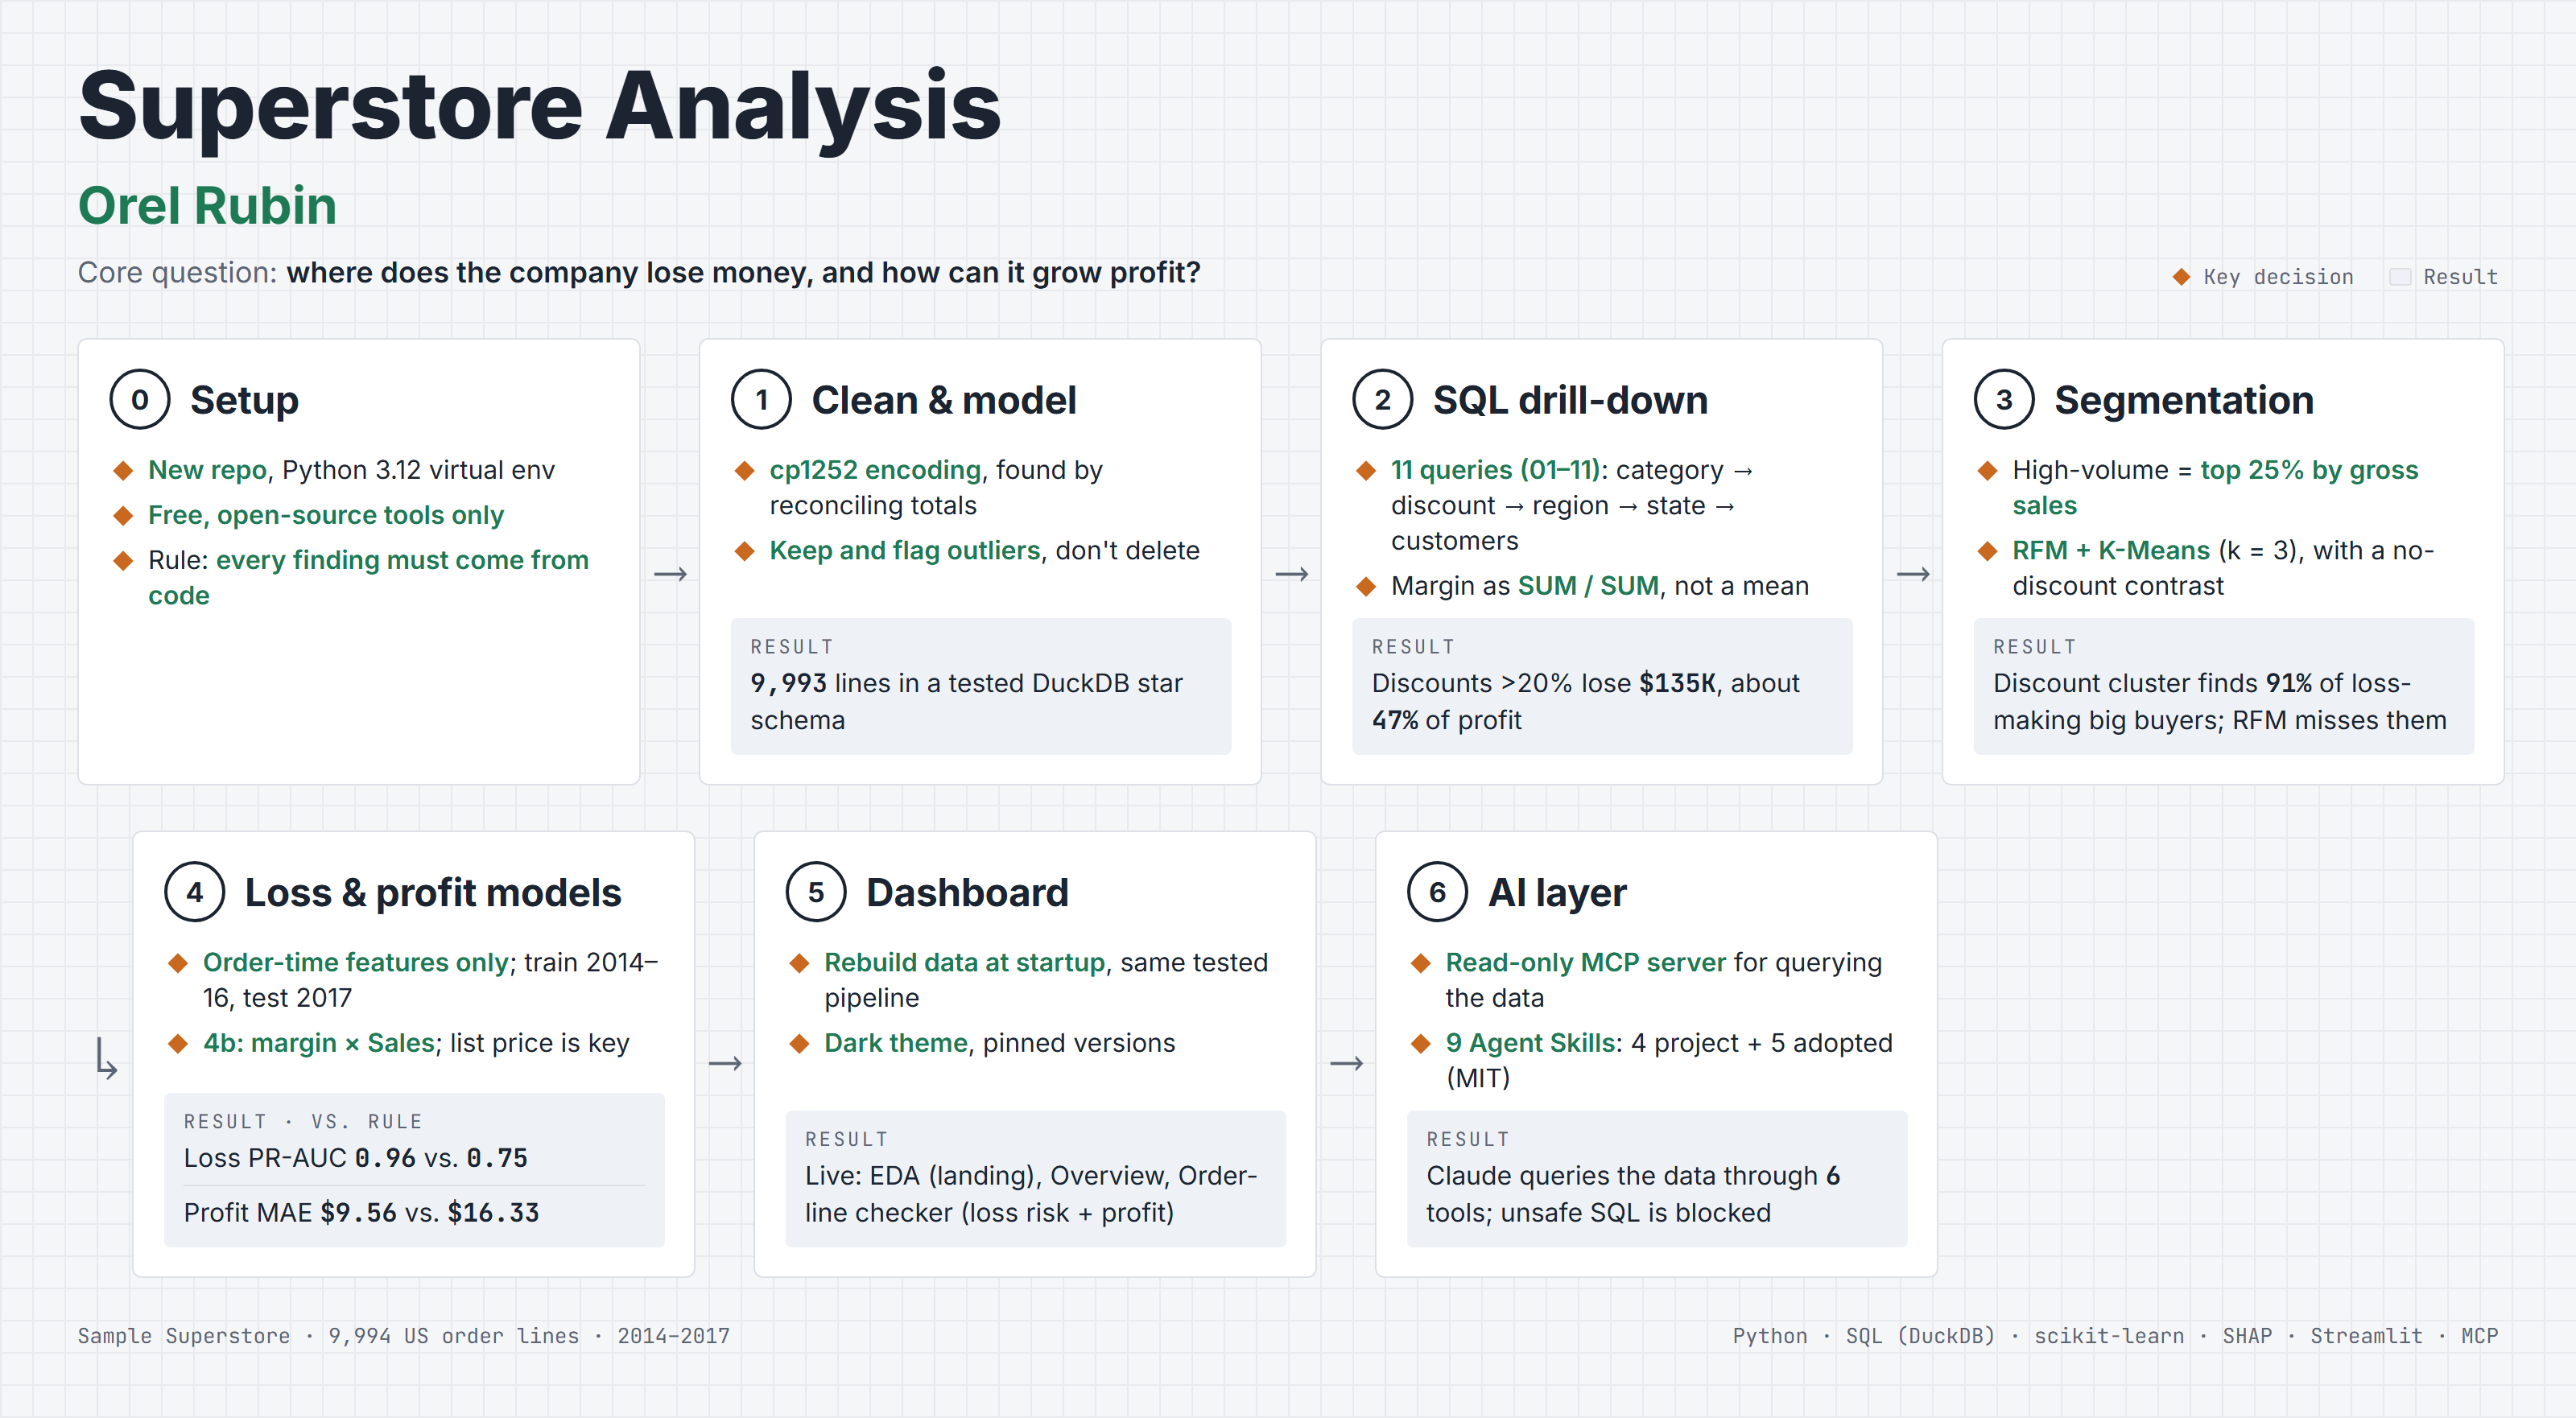 Superstore Analysis
Orel Rubin
Core question: where does the company lose money, and how can it grow profit?
◆ Key decision
Result
0 Setup
◆ New repo, Python 3.12 virtual env
◆ Free, open-source tools only
◆ Rule: every finding must come from
code
→
1 Clean & model
◆ cp1252 encoding, found by
reconciling totals
◆ Keep and flag outliers, don't delete
RESULT
9,993 lines in a tested DuckDB star
schema
→
2 SQL drill-down
◆ 11 queries (01–11): category →
discount → region → state →
customers
◆ Margin as SUM / SUM, not a mean
RESULT
Discounts >20% lose $135K, about
47% of profit
→
3 Segmentation
◆ High-volume = top 25% by gross
sales
◆ RFM + K-Means (k = 3), with a no-
discount contrast
RESULT
Discount cluster finds 91% of loss-
making big buyers; RFM misses them
↳
4 Loss & profit models
◆ Order-time features only; train 2014–
16, test 2017
◆ 4b: margin × Sales; list price is key
RESULT · VS. RULE
Loss PR-AUC 0.96 vs. 0.75
Profit MAE $9.56 vs. $16.33
→
5 Dashboard
◆ Rebuild data at startup, same tested
pipeline
◆ Dark theme, pinned versions
RESULT
Live: EDA (landing), Overview, Order-
line checker (loss risk + profit)
→
6 AI layer
◆ Read-only MCP server for querying
the data
◆ 9 Agent Skills: 4 project + 5 adopted
(MIT)
RESULT
Claude queries the data through 6
tools; unsafe SQL is blocked
Sample Superstore · 9,994 US order lines · 2014–2017
Python · SQL (DuckDB) · scikit-learn · SHAP · Streamlit · MCP